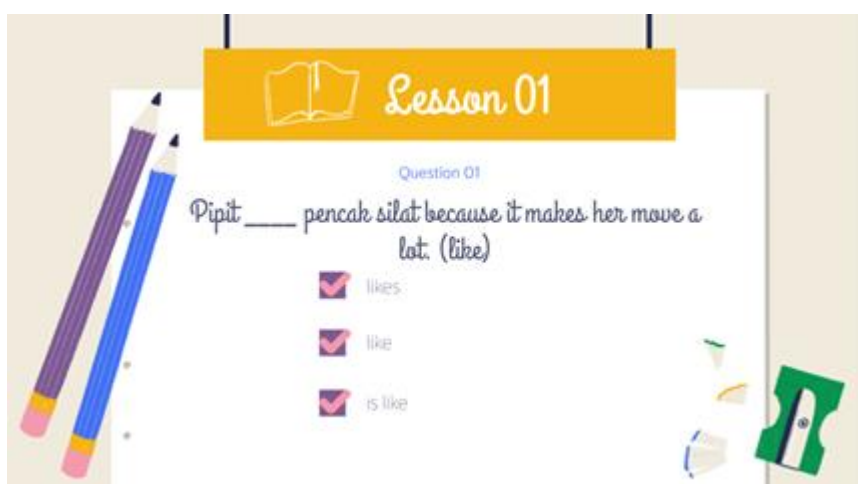 Lesson 01
Question 01
Pipit ____ pencak silat because it makes her move a
lot. (like)
likes
like
is like